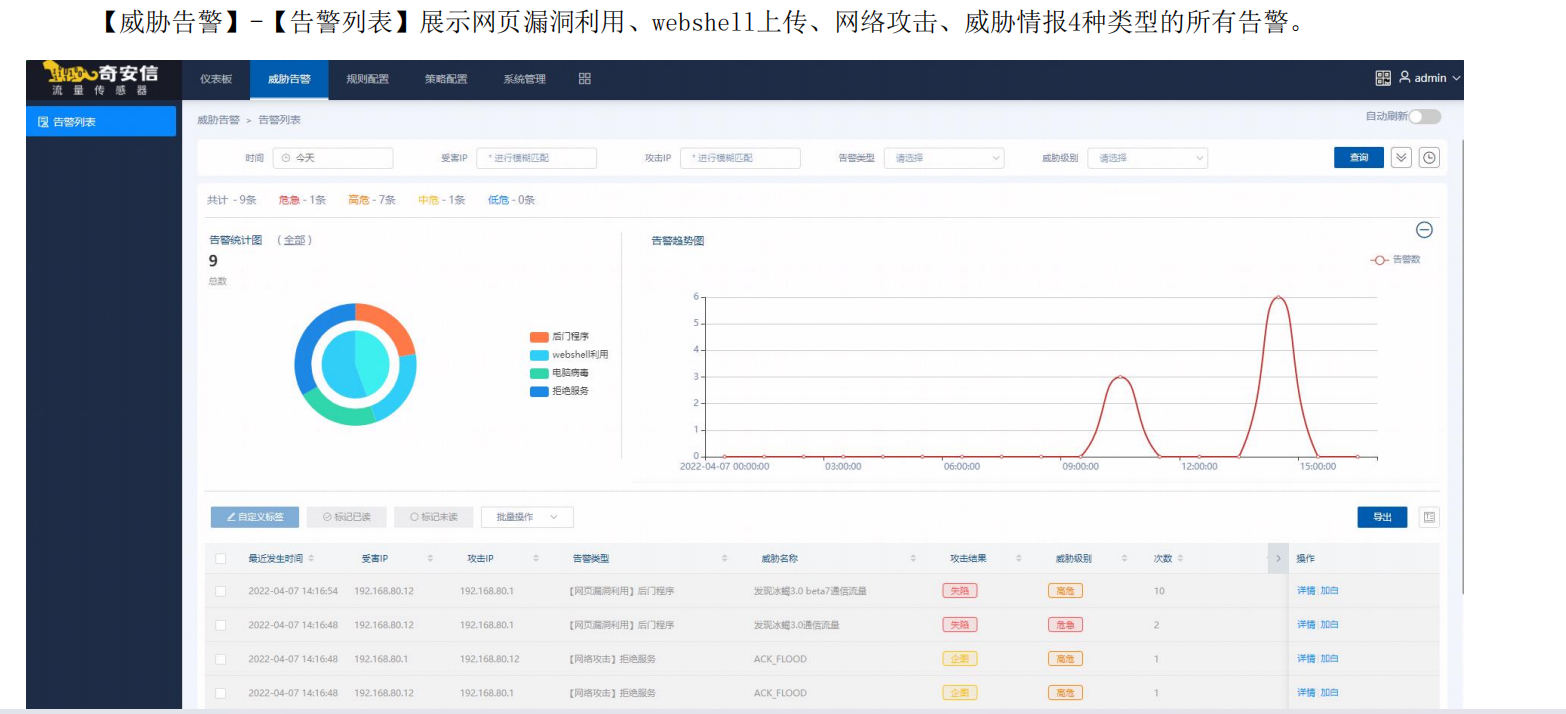 【威胁告警】-【告警列表】展示网页漏洞利用、webshell上传、网络攻击、威胁情报4种类型的所有告警。
奇安信
流量传感器
仪表板 威胁告警 规则配置 策略配置 系统管理 admin
告警列表
威胁告警 > 告警列表 自动刷新
时间 今天 受害IP *进行模糊匹配 攻击IP *进行模糊匹配 告警类型 请选择 威胁级别 请选择 查询
共计 - 9条 危急 - 1条 高危 - 7条 中危 - 1条 低危 - 0条
告警统计图 (全部) 告警趋势图
9
总数
告警数
后门程序
webshell利用
电脑病毒
拒绝服务
6
5
4
3
2
1
0
2022-04-07 00:00:00 03:00:00 06:00:00 09:00:00 12:00:00 15:00:00
自定义标签 标记已读 标记未读 批量操作 导出
最近发生时间 受害IP 攻击IP 告警类型 威胁名称 攻击结果 威胁级别 次数 > 操作
2022-04-07 14:16:54 192.168.80.12 192.168.80.1 【网页漏洞利用】后门程序 发现冰蝎3.0 beta7通信流量 失陷 高危 10 详情 加白
2022-04-07 14:16:48 192.168.80.12 192.168.80.1 【网页漏洞利用】后门程序 发现冰蝎3.0通信流量 失陷 危急 2 详情 加白
2022-04-07 14:16:48 192.168.80.1 192.168.80.12 【网络攻击】拒绝服务 ACK_FLOOD 企图 高危 1 详情 加白
2022-04-07 14:16:48 192.168.80.12 192.168.80.1 【网络攻击】拒绝服务 ACK_FLOOD 企图 高危 1 详情 加白